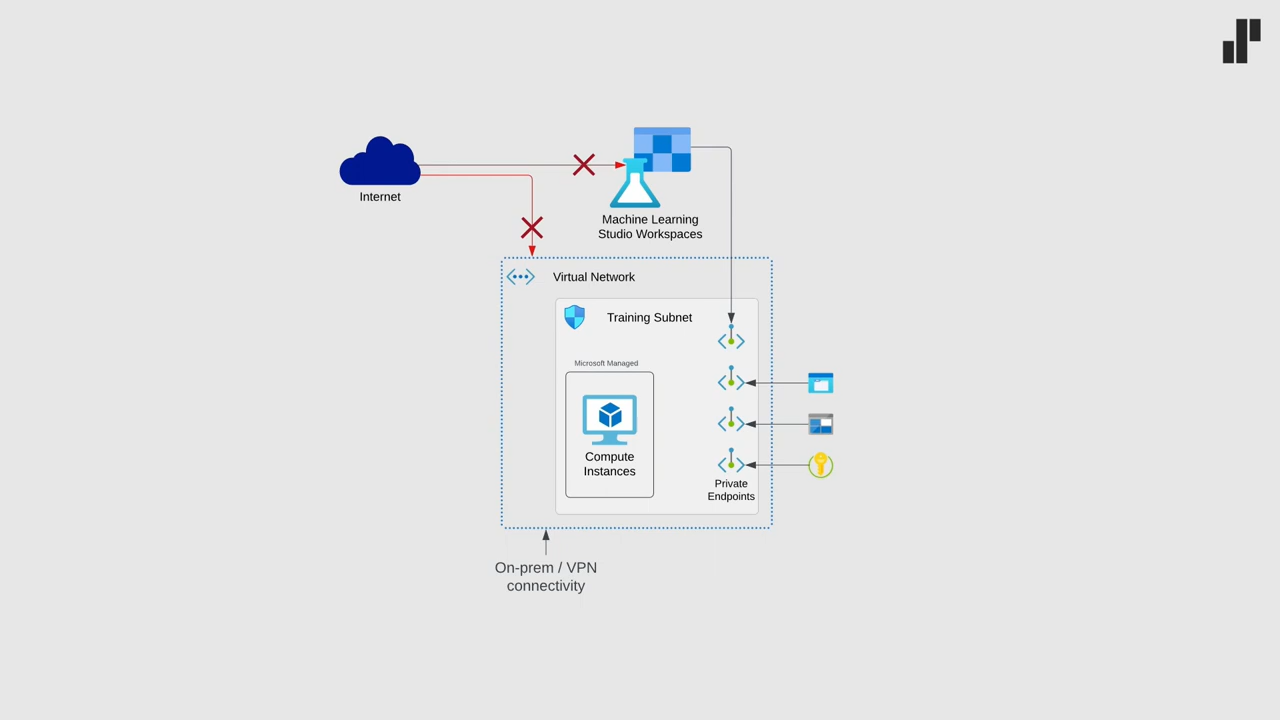 Internet
Machine Learning
Studio Workspaces
Virtual Network
Training Subnet
Microsoft Managed
Compute
Instances
Private
Endpoints
On-prem / VPN
connectivity